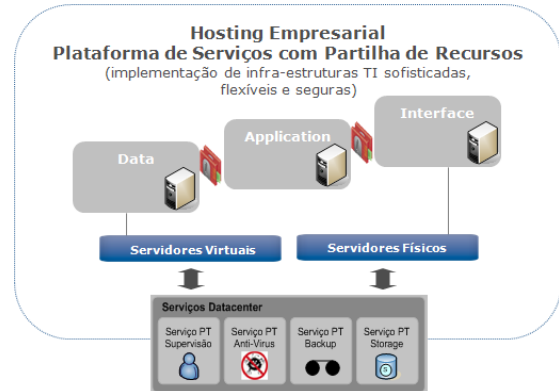 Hosting Empresarial
Plataforma de Serviços com Partilha de Recursos
(implementação de infra-estruturas TI sofisticadas,
flexíveis e seguras)
Interface
Application
Data
Servidores Virtuais
Servidores Físicos
Serviços Datacenter
Serviço PT
Supervisão
Serviço PT
Anti-Virus
Serviço PT
Backup
Serviço PT
Storage
S